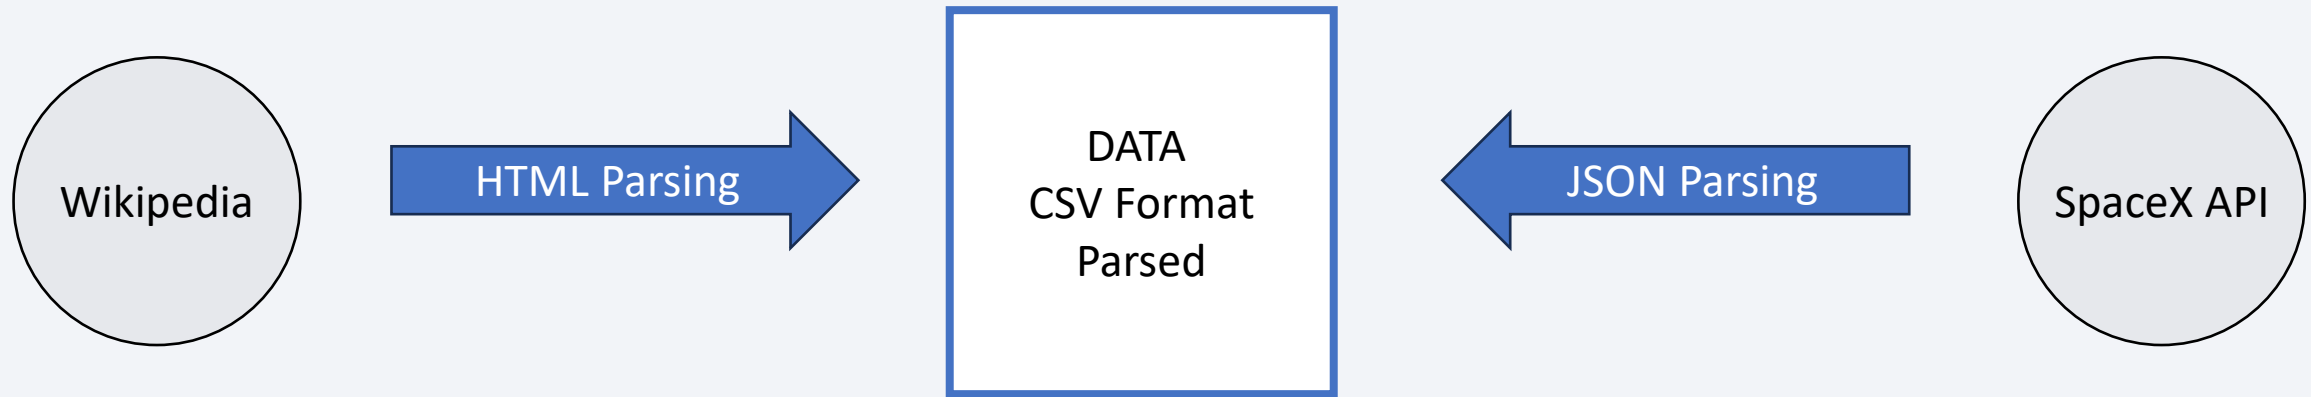 Wikipedia
HTML Parsing
DATA
CSV Format
Parsed
JSON Parsing
SpaceX API